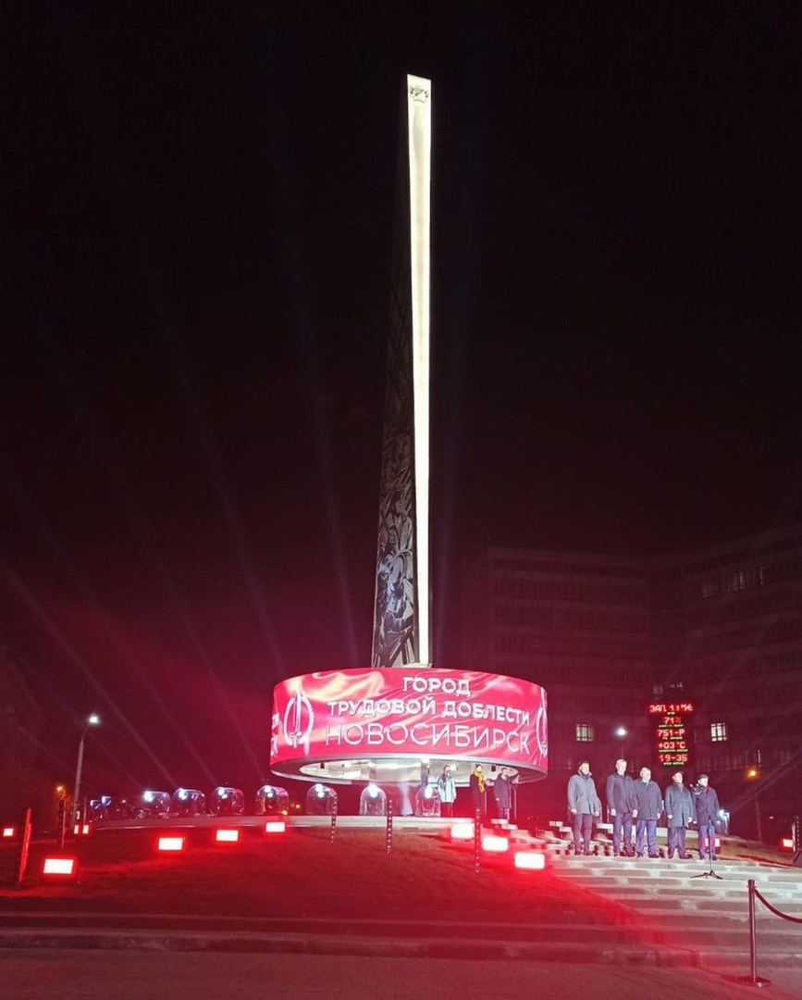 ГОРОД
ТРУДОВОЙ ДОБЛЕСТИ
НОВОСИБИРСК
71%
751-Р
+03°C
19-35